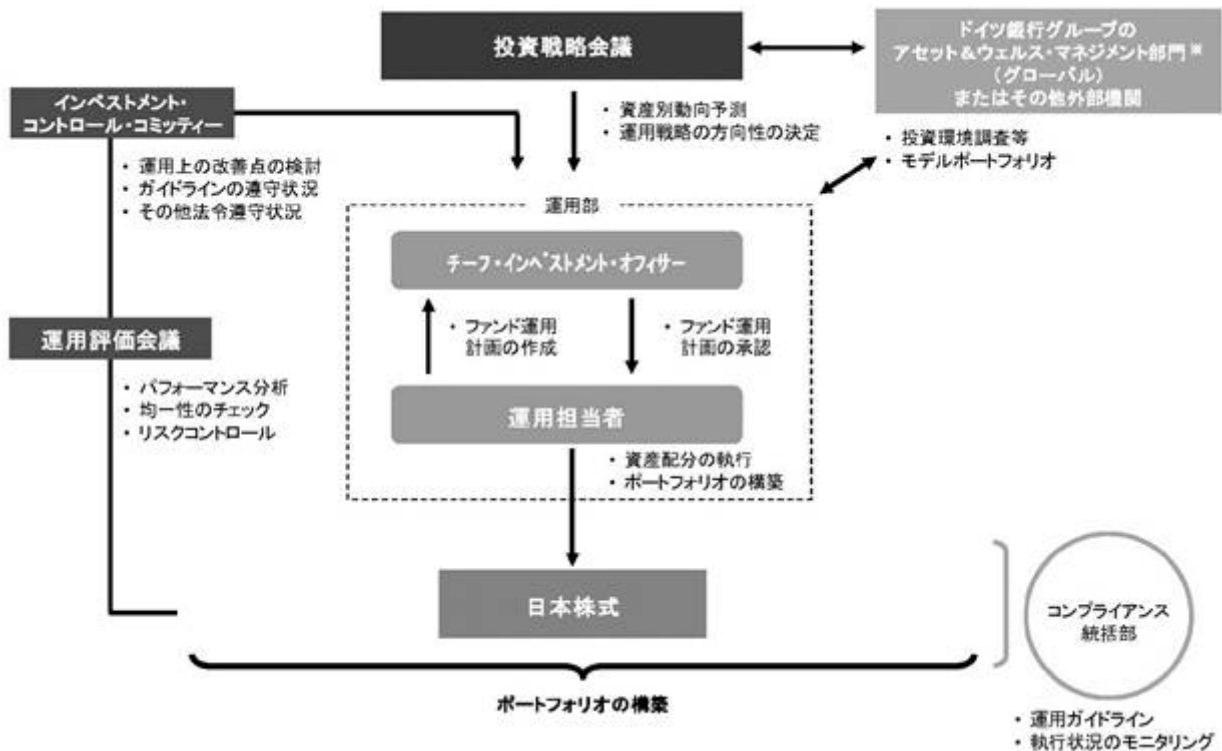 投資戦略会議
ドイツ銀行グループの
アセット＆ウェルス・マネジメント部門※
（グローバル）
またはその他外部機関
インベストメント・
コントロール・コミッティー
・ 資産別動向予測
・ 運用戦略の方向性の決定
・ 投資環境調査等
・ モデルポートフォリオ
・ 運用上の改善点の検討
・ ガイドラインの遵守状況
・ その他法令遵守状況
運用部
チーフ・インベストメント・オフィサー
・ ファンド運用
計画の作成
・ ファンド運用
計画の承認
運用評価会議
・ パフォーマンス分析
・ 均一性のチェック
・ リスクコントロール
運用担当者
・ 資産配分の執行
・ ポートフォリオの構築
日本株式
コンプライアンス
統括部
ポートフォリオの構築
・ 運用ガイドライン
・ 執行状況のモニタリング